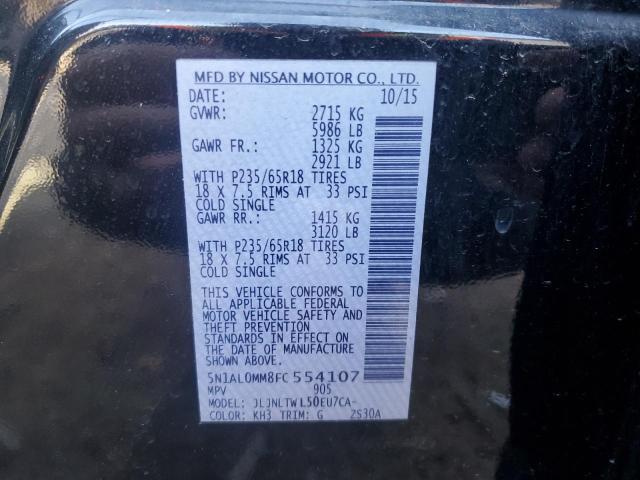 MFD BY NISSAN MOTOR CO., LTD.
DATE: 10/15
GVWR: 2715 KG
5986 LB
GAWR FR.: 1325 KG
2921 LB
WITH P235/65R18 TIRES
18 X 7.5 RIMS AT 33 PSI
COLD SINGLE
GAWR RR.: 1415 KG
3120 LB
WITH P235/65R18 TIRES
18 X 7.5 RIMS AT 33 PSI
COLD SINGLE
THIS VEHICLE CONFORMS TO
ALL APPLICABLE FEDERAL
MOTOR VEHICLE SAFETY AND
THEFT PREVENTION
STANDARDS IN EFFECT ON
THE DATE OF MANUFACTURE
SHOWN ABOVE.
5N1AL0MM8FC554107
MPV 905
JLJNLTWL50EU7CA-
COLOR: KH3 TRIM: G 2S30A